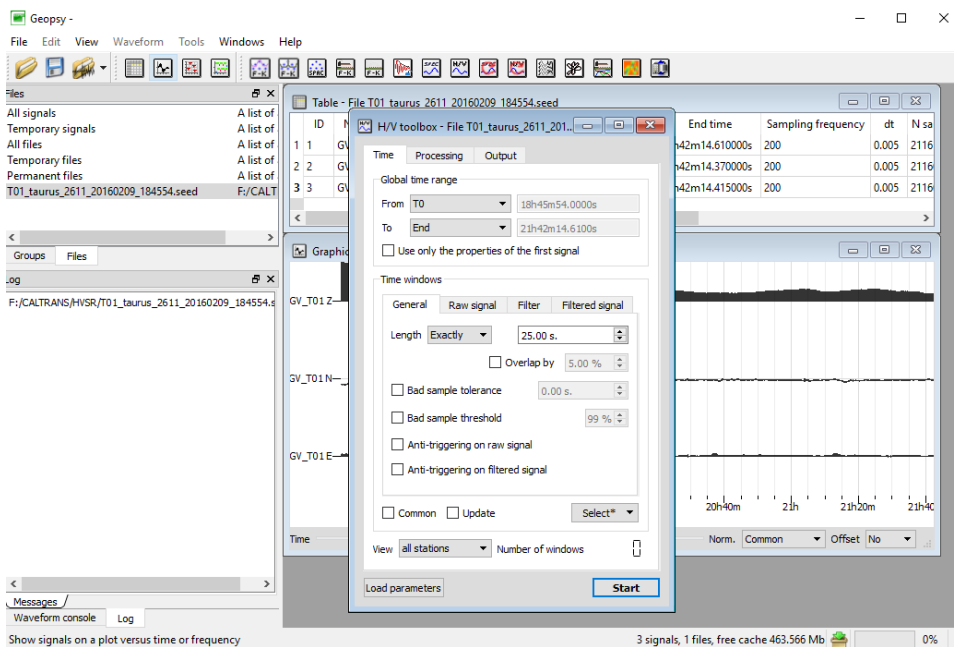 Geopsy -
File Edit View Waveform Tools Windows Help
F-K F-K SPAC F-K F-K SPEC H/V
Files
All signals A list of
Temporary signals A list of
All files A list of
Temporary files A list of
Permanent files A list of
T01_taurus_2611_20160209_184554.seed F:/CALT
Groups Files
Log
F:/CALTRANS/HVSR/T01_taurus_2611_20160209_184554.s
Messages
Waveform console Log
Show signals on a plot versus time or frequency
Table - File T01_taurus_2611_20160209_184554.seed
ID N End time Sampling frequency dt N sa
1 1 GV h42m14.610000s 200 0.005 2116
2 2 GV h42m14.370000s 200 0.005 2116
3 3 GV h42m14.415000s 200 0.005 2116
Graphic
GV_T01 Z
GV_T01 N
GV_T01 E
20h40m 21h 21h20m 21h40
Time Norm. Common Offset No
H/V toolbox - File T01_taurus_2611_201..
Time Processing Output
Global time range
From T0 18h45m54.0000s
To End 21h42m14.6100s
Use only the properties of the first signal
Time windows
General Raw signal Filter Filtered signal
Length Exactly 25.00 s.
Overlap by 5.00 %
Bad sample tolerance 0.00 s.
Bad sample threshold 99 %
Anti-triggering on raw signal
Anti-triggering on filtered signal
Common Update Select*
View all stations Number of windows 0
Load parameters Start
3 signals, 1 files, free cache 463.566 Mb 0%